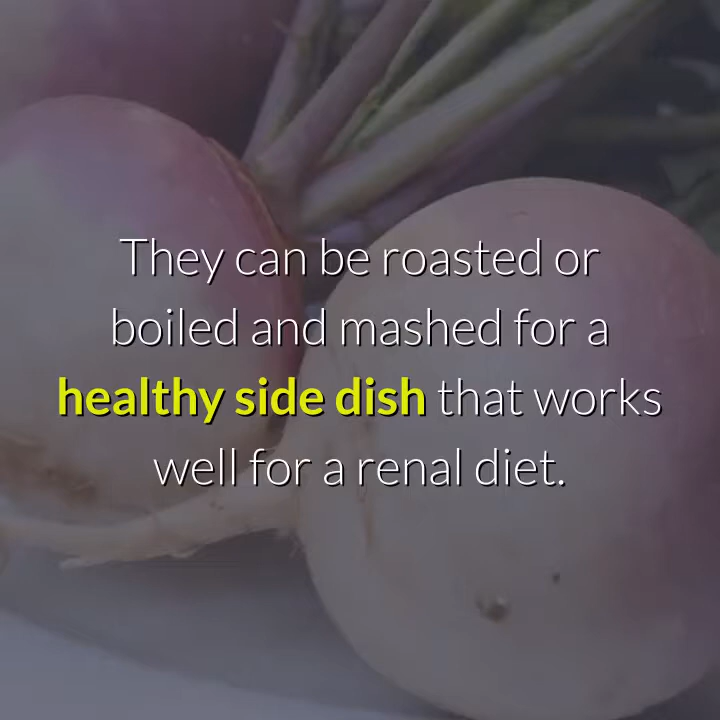 They can be roasted or
boiled and mashed for a
healthy side dish that works
well for a renal diet.